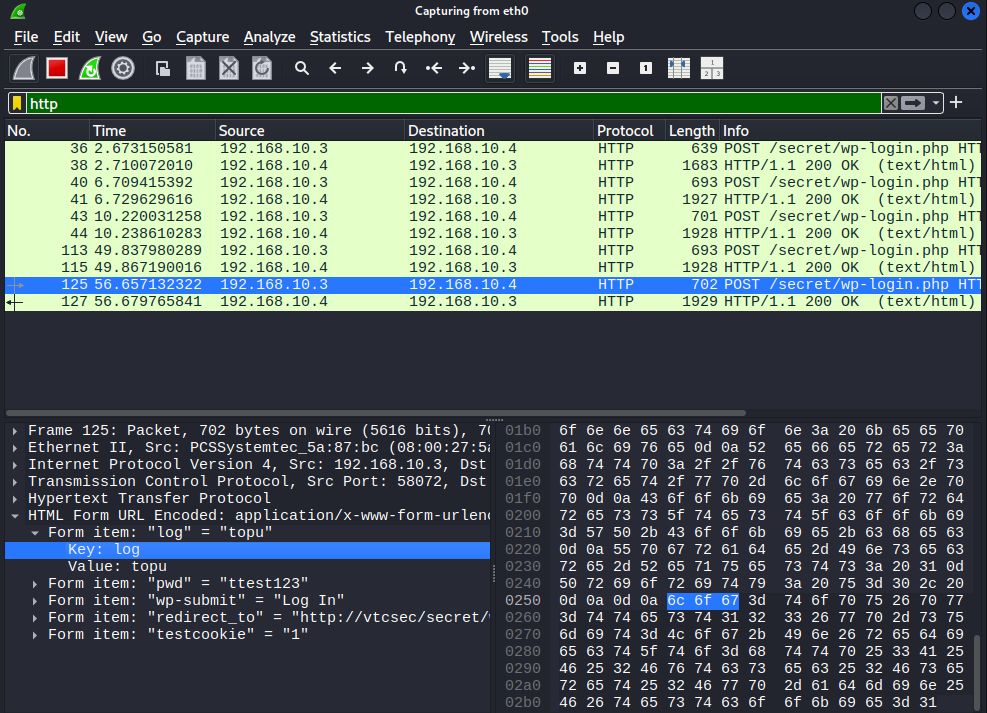 Capturing from eth0
File Edit View Go Capture Analyze Statistics Telephony Wireless Tools Help
http
No. Time Source Destination Protocol Length Info
36 2.673150581 192.168.10.3 192.168.10.4 HTTP 639 POST /secret/wp-login.php HTT
38 2.710072010 192.168.10.4 192.168.10.3 HTTP 1683 HTTP/1.1 200 OK (text/html)
40 6.709415392 192.168.10.3 192.168.10.4 HTTP 693 POST /secret/wp-login.php HTT
41 6.729629616 192.168.10.4 192.168.10.3 HTTP 1927 HTTP/1.1 200 OK (text/html)
43 10.220031258 192.168.10.3 192.168.10.4 HTTP 701 POST /secret/wp-login.php HTT
44 10.238610283 192.168.10.4 192.168.10.3 HTTP 1928 HTTP/1.1 200 OK (text/html)
113 49.837980289 192.168.10.3 192.168.10.4 HTTP 693 POST /secret/wp-login.php HTT
115 49.867190016 192.168.10.4 192.168.10.3 HTTP 1928 HTTP/1.1 200 OK (text/html)
125 56.657132322 192.168.10.3 192.168.10.4 HTTP 702 POST /secret/wp-login.php HTT
127 56.679765841 192.168.10.4 192.168.10.3 HTTP 1929 HTTP/1.1 200 OK (text/html)
Frame 125: Packet, 702 bytes on wire (5616 bits), 70
Ethernet II, Src: PCSSystemtec_5a:87:bc (08:00:27:5a
Internet Protocol Version 4, Src: 192.168.10.3, Dst
Transmission Control Protocol, Src Port: 58072, Dst
Hypertext Transfer Protocol
HTML Form URL Encoded: application/x-www-form-urlenc
Form item: "log" = "topu"
Key: log
Value: topu
Form item: "pwd" = "ttest123"
Form item: "wp-submit" = "Log In"
Form item: "redirect_to" = "http://vtcsec/secret/w
Form item: "testcookie" = "1"
01b0 6f 6e 6e 65 63 74 69 6f 6e 3a 20 6b 65 65 70
01c0 61 6c 69 76 65 0d 0a 52 65 66 65 72 65 72 3a
01d0 68 74 74 70 3a 2f 2f 76 74 63 73 65 63 2f 73
01e0 63 72 65 74 2f 77 70 2d 6c 6f 67 69 6e 2e 70
01f0 70 0d 0a 43 6f 6f 6b 69 65 3a 20 77 6f 72 64
0200 72 65 73 73 5f 74 65 73 74 5f 63 6f 6f 6b 69
0210 3d 57 50 2b 43 6f 6f 6b 69 65 2b 63 68 65 63
0220 0d 0a 55 70 67 72 61 64 65 2d 49 6e 73 65 63
0230 72 65 2d 52 65 71 75 65 73 74 73 3a 20 31 0d
0240 50 72 69 6f 72 69 74 79 3a 20 75 3d 30 2c 20
0250 0d 0a 0d 0a 6c 6f 67 3d 74 6f 70 75 26 70 77
0260 3d 74 74 65 73 74 31 32 33 26 77 70 2d 73 75
0270 6d 69 74 3d 4c 6f 67 2b 49 6e 26 72 65 64 69
0280 65 63 74 5f 74 6f 3d 68 74 74 70 25 33 41 25
0290 46 25 32 46 76 74 63 73 65 63 25 32 46 73 65
02a0 72 65 74 25 32 46 77 70 2d 61 64 6d 69 6e 25
02b0 46 26 74 65 73 74 63 6f 6f 6b 69 65 3d 31